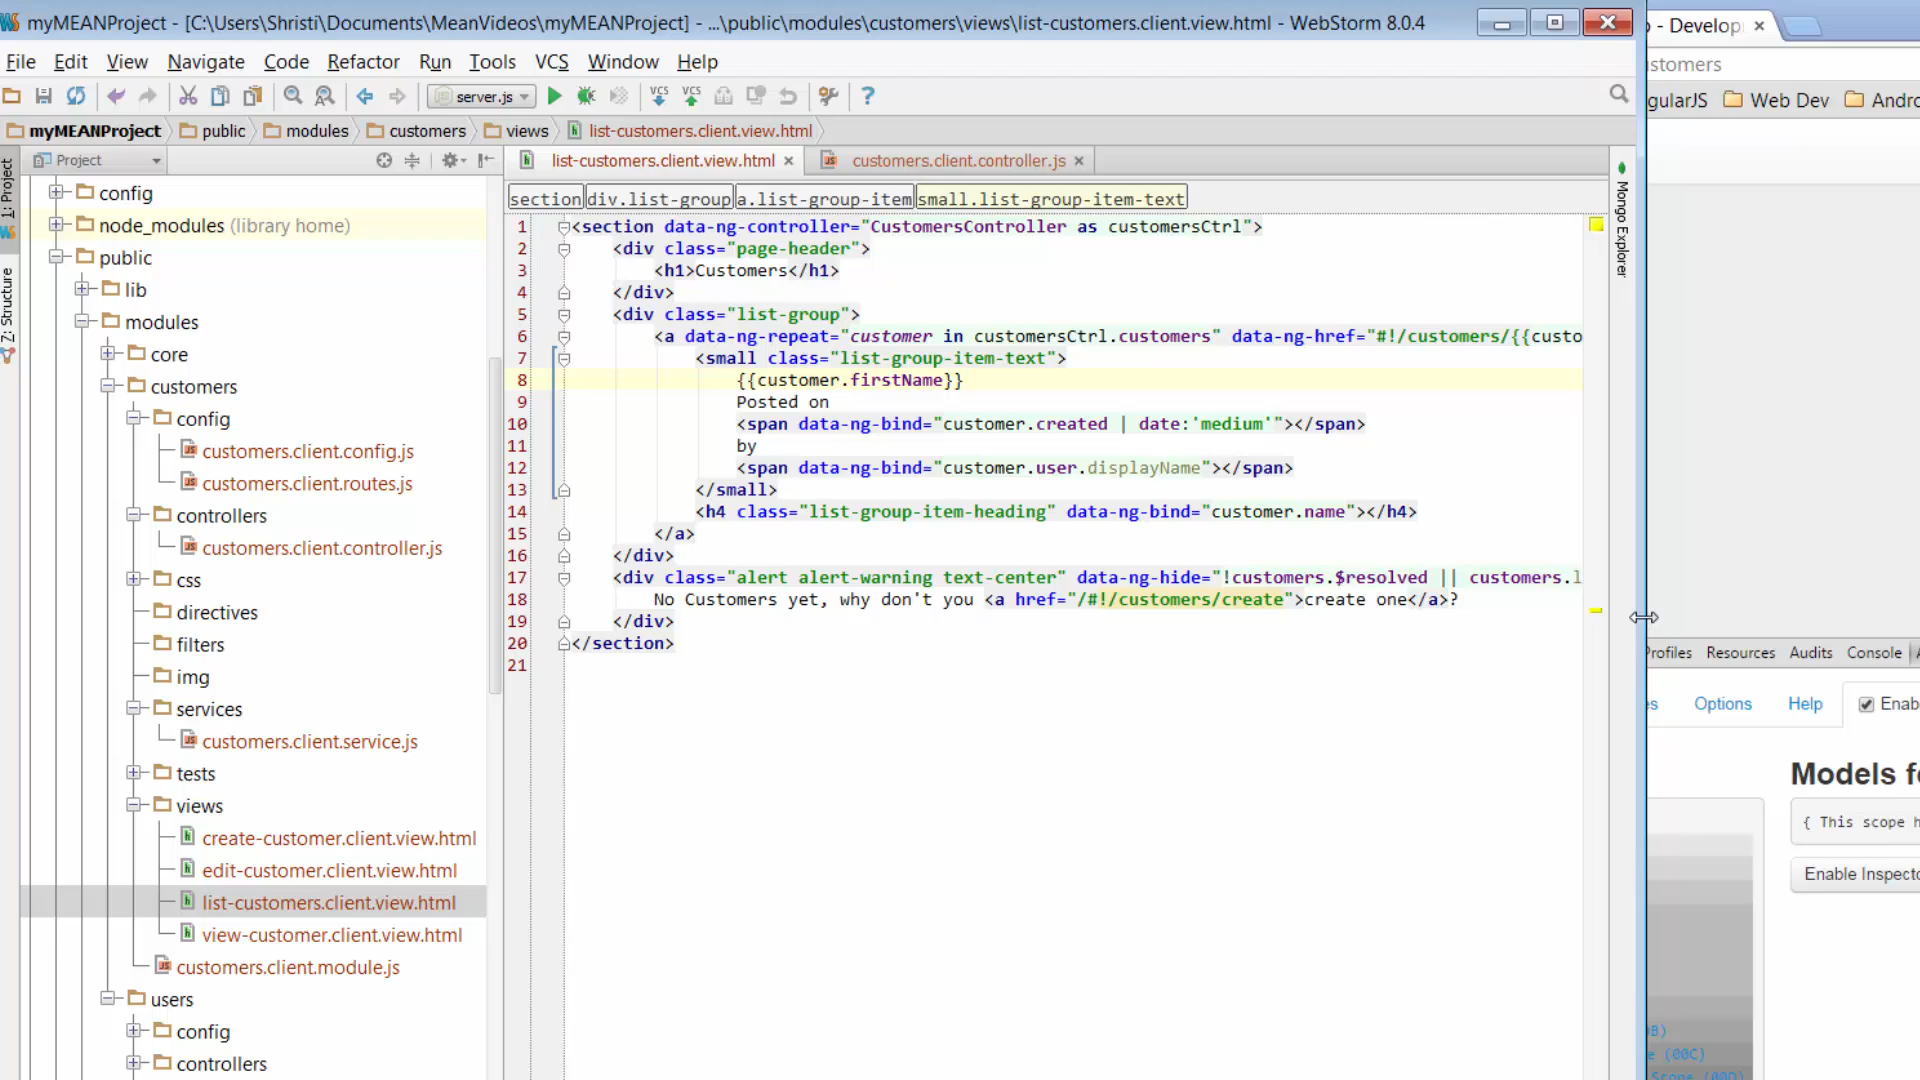 myMEANProject - [C:\Users\Shristi\Documents\MeanVideos\myMEANProject] - ...\public\modules\customers\views\list-customers.client.view.html - WebStorm 8.0.4
File Edit View Navigate Code Refactor Run Tools VCS Window Help
server.js
VCS VCS
myMEANProject public modules customers views list-customers.client.view.html
Project
list-customers.client.view.html
customers.client.controller.js
section div.list-group a.list-group-item small.list-group-item-text
1: Project
Z: Structure
config
node_modules (library home)
public
lib
modules
core
customers
config
customers.client.config.js
customers.client.routes.js
controllers
customers.client.controller.js
css
directives
filters
img
services
customers.client.service.js
tests
views
create-customer.client.view.html
edit-customer.client.view.html
list-customers.client.view.html
view-customer.client.view.html
customers.client.module.js
users
config
controllers
1 <section data-ng-controller="CustomersController as customersCtrl">
2 <div class="page-header">
3 <h1>Customers</h1>
4 </div>
5 <div class="list-group">
6 <a data-ng-repeat="customer in customersCtrl.customers" data-ng-href="#!/customers/{{custo
7 <small class="list-group-item-text">
8 {{customer.firstName}}
9 Posted on
10 <span data-ng-bind="customer.created | date:'medium'"></span>
11 by
12 <span data-ng-bind="customer.user.displayName"></span>
13 </small>
14 <h4 class="list-group-item-heading" data-ng-bind="customer.name"></h4>
15 </a>
16 </div>
17 <div class="alert alert-warning text-center" data-ng-hide="!customers.$resolved || customers.l
18 No Customers yet, why don't you <a href="/#!/customers/create">create one</a>?
19 </div>
20 </section>
21
Mongo Explorer
- Develop
stomers
gularJS Web Dev Andro
rofiles Resources Audits Console
es Options Help Enab
Models fo
{ This scope h
Enable Inspecto
e (00C)
Scope (00D)